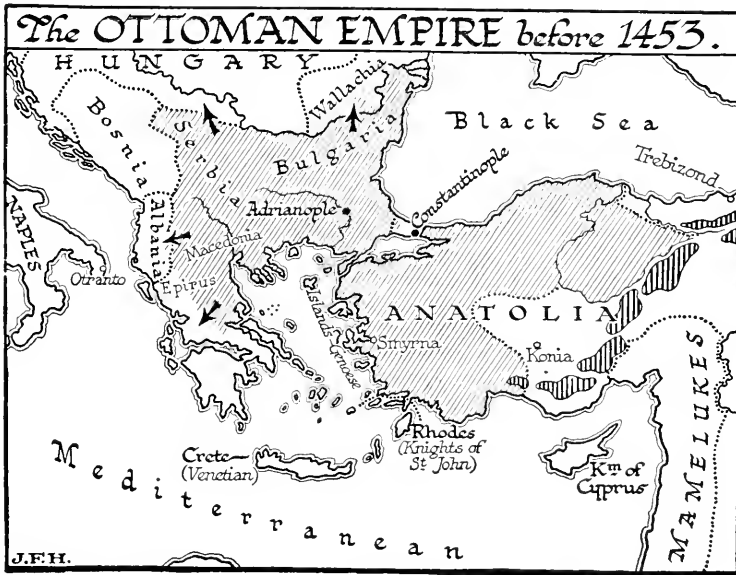 The OTTOMAN EMPIRE before 1453.
HUNGARY
Wallachia
Bosnia
Serbia
Bulgaria
Black Sea
Trebizond
Constantinople
Adrianople
NAPLES
Albania
Macedonia
Otranto
Epirus
Islands Genoese
ANATOLIA
Smyrna
Konia
MAMELUKES
Rhodes
(Knights of
St John)
Crete—
(Venetian)
Km of
Cyprus
Mediterranean
J.F.H.